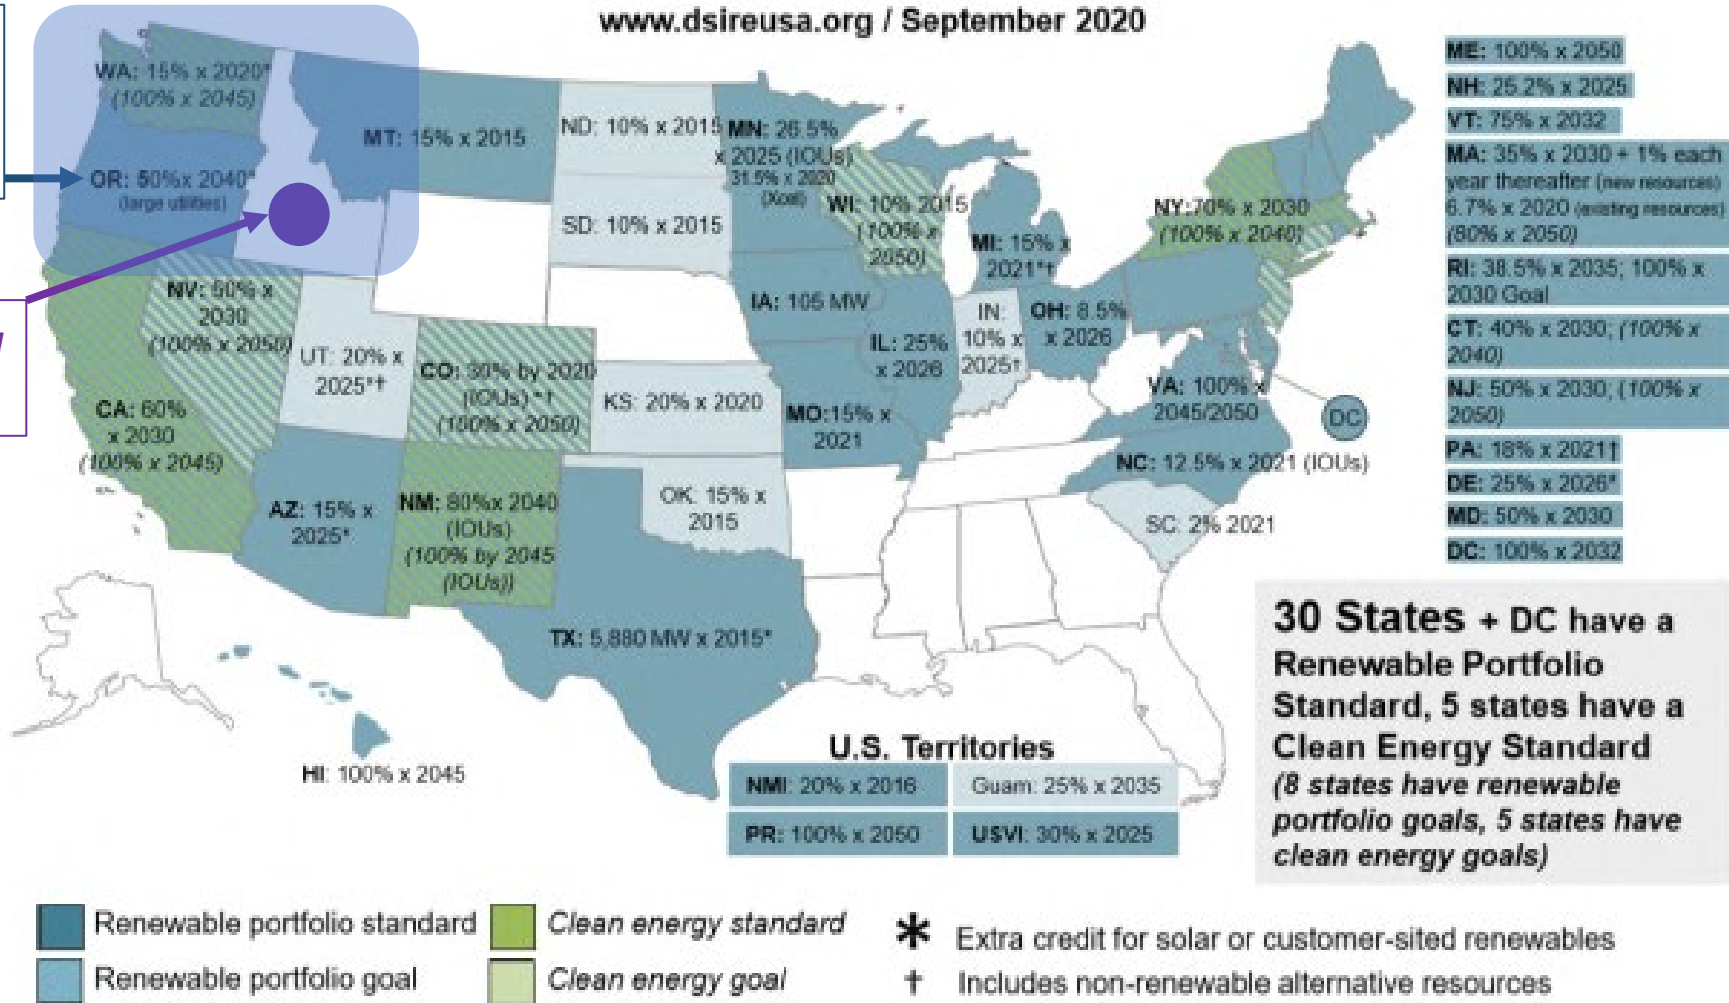 www.dsireusa.org / September 2020
WA: 15% x 2020*
(100% x 2045)
OR: 50%x 2040*
(large utilities)
MT: 15% x 2015
ND: 10% x 2015
SD: 10% x 2015
MN: 26.5%
x 2025 (IOUs)
31.5% x 2020
(Xcel)
WI: 10% 2015
(100% x
2050)
MI: 15% x
2021*†
NY:70% x 2030
(100% x 2040)
NV: 50% x
2030
(100% x 2050)
UT: 20% x
2025*†
CO: 30% by 2020
(IOUs) *†
(100% x 2050)
KS: 20% x 2020
IA: 105 MW
IL: 25%
x 2026
IN:
10% x
2025†
OH: 8.5%
x 2026
MO:15% x
2021
VA: 100% x
2045/2050
DC
CA: 60%
x 2030
(100% x 2045)
AZ: 15% x
2025*
NM: 80%x 2040
(IOUs)
(100% by 2045
(IOUs))
OK: 15% x
2015
NC: 12.5% x 2021 (IOUs)
SC: 2% 2021
TX: 5,880 MW x 2015*
HI: 100% x 2045
ME: 100% x 2050
NH: 25.2% x 2025
VT: 75% x 2032
MA: 35% x 2030 + 1% each
year thereafter (new resources)
6.7% x 2020 (existing resources)
(80% x 2050)
RI: 38.5% x 2035; 100% x
2030 Goal
CT: 40% x 2030; (100% x
2040)
NJ: 50% x 2030; (100% x
2050)
PA: 18% x 2021†
DE: 25% x 2026*
MD: 50% x 2030
DC: 100% x 2032
30 States + DC have a
Renewable Portfolio
Standard, 5 states have a
Clean Energy Standard
(8 states have renewable
portfolio goals, 5 states have
clean energy goals)
U.S. Territories
NMI: 20% x 2016
Guam: 25% x 2035
PR: 100% x 2050
USVI: 30% x 2025
Renewable portfolio standard
Clean energy standard
* Extra credit for solar or customer-sited renewables
Renewable portfolio goal
Clean energy goal
† Includes non-renewable alternative resources